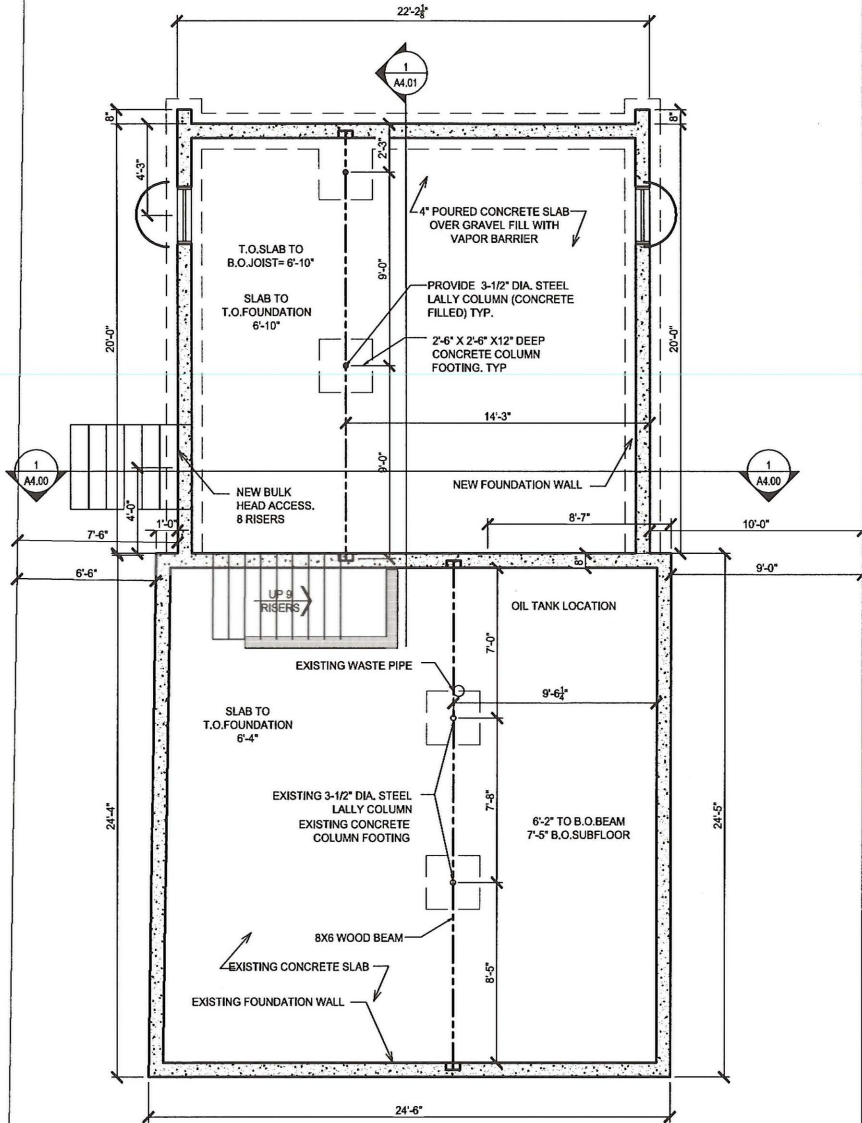 22'-2⅛"
1
A4.01
8"
8"
4'-3"
2'-3"
4" POURED CONCRETE SLAB
OVER GRAVEL FILL WITH
VAPOR BARRIER
T.O.SLAB TO
B.O.JOIST= 6'-10"
SLAB TO
T.O.FOUNDATION
6'-10"
9'-0"
PROVIDE 3-1/2" DIA. STEEL
LALLY COLUMN (CONCRETE
FILLED) TYP.
2'-6" X 2'-6" X12" DEEP
CONCRETE COLUMN
FOOTING. TYP
20'-0"
20'-0"
14'-3"
1
A4.00
9'-0"
1
A4.00
NEW BULK
HEAD ACCESS.
8 RISERS
NEW FOUNDATION WALL
4'-0"
1'-0"
8'-7"
7'-6"
10'-0"
6'-6"
8"
9'-0"
UP 9
RISERS
OIL TANK LOCATION
7'-0"
EXISTING WASTE PIPE
9'-6¼"
SLAB TO
T.O.FOUNDATION
6'-4"
EXISTING 3-1/2" DIA. STEEL
LALLY COLUMN
EXISTING CONCRETE
COLUMN FOOTING
7'-8"
6'-2" TO B.O.BEAM
7'-5" B.O.SUBFLOOR
24'-4"
24'-5"
8X6 WOOD BEAM
EXISTING CONCRETE SLAB
8'-5"
EXISTING FOUNDATION WALL
24'-6"